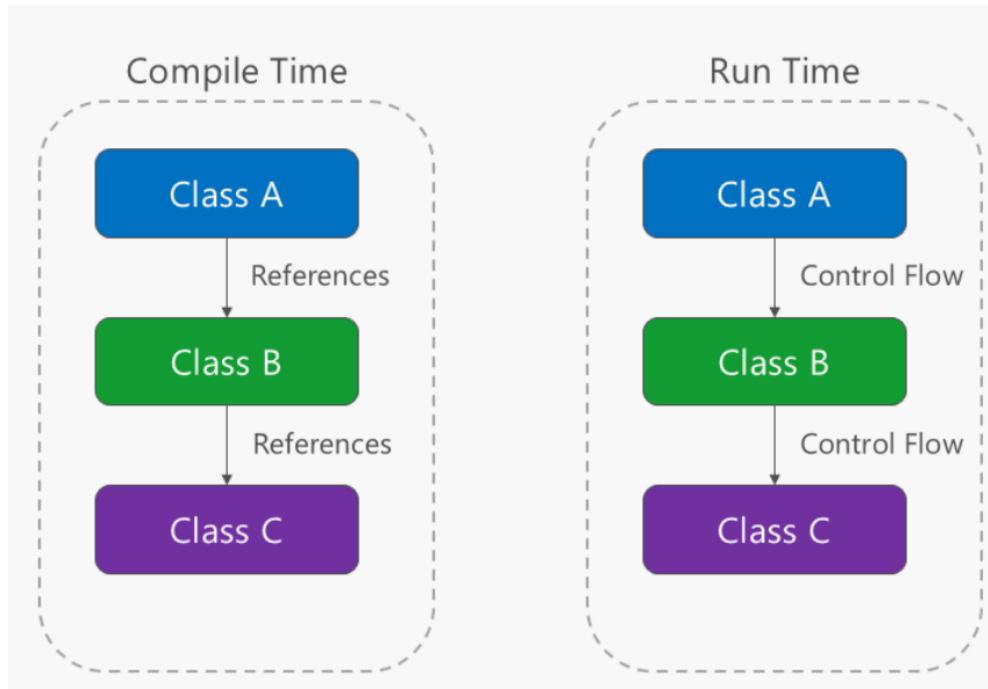 Compile Time
Class A
References
Class B
References
Class C
Run Time
Class A
Control Flow
Class B
Control Flow
Class C